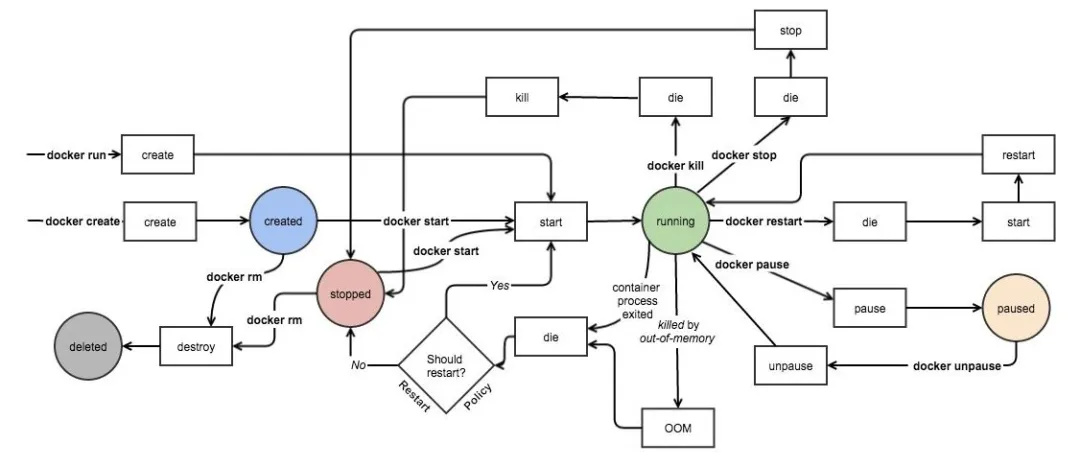 stop
kill
die
die
docker run
create
docker kill
docker stop
restart
docker create
create
created
docker start
start
running
docker restart
die
start
docker start
docker rm
docker pause
stopped
Yes
container
process
exited
pause
paused
docker rm
killed by
out-of-memory
deleted
destroy
No
Should
restart?
Restart
Policy
die
unpause
docker unpause
OOM